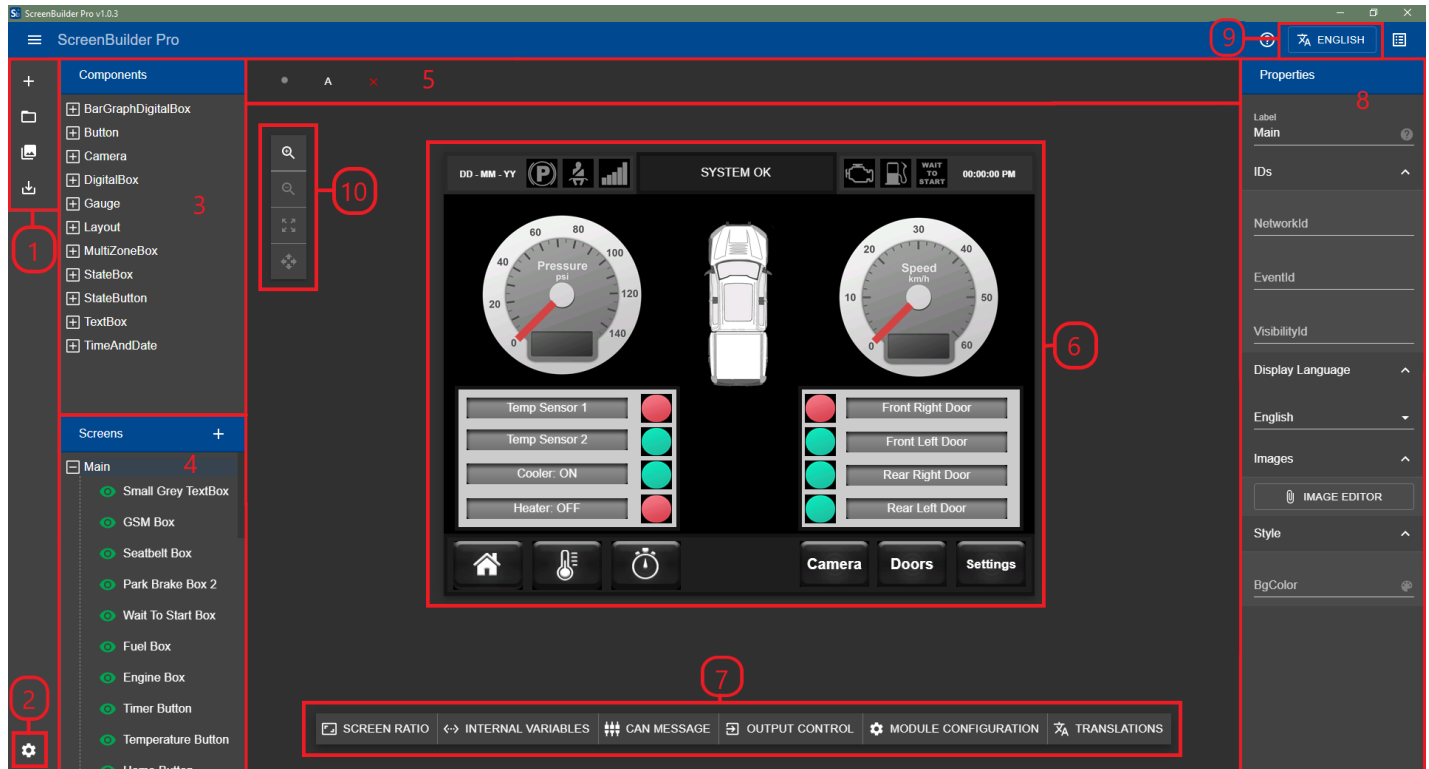 ScreenBuilder Pro v1.0.3
ScreenBuilder Pro
9
ENGLISH
1
2
Components
BarGraphDigitalBox
Button
Camera
DigitalBox
Gauge
Layout
MultiZoneBox
StateBox
StateButton
TextBox
TimeAndDate
3
Screens +
4
Main
Small Grey TextBox
GSM Box
Seatbelt Box
Park Brake Box 2
Wait To Start Box
Fuel Box
Engine Box
Timer Button
Temperature Button
Home Button
A
5
10
DD - MM - YY
P
SYSTEM OK
WAIT
TO
START
00:00:00 PM
0
20
40
60
80
100
120
140
Pressure
psi
0
10
20
30
40
50
60
Speed
km/h
6
Temp Sensor 1
Temp Sensor 2
Cooler: ON
Heater: OFF
Front Right Door
Front Left Door
Rear Right Door
Rear Left Door
Camera
Doors
Settings
7
SCREEN RATIO
INTERNAL VARIABLES
CAN MESSAGE
OUTPUT CONTROL
MODULE CONFIGURATION
TRANSLATIONS
Properties
8
Label
Main
IDs
NetworkId
EventId
VisibilityId
Display Language
English
Images
IMAGE EDITOR
Style
BgColor